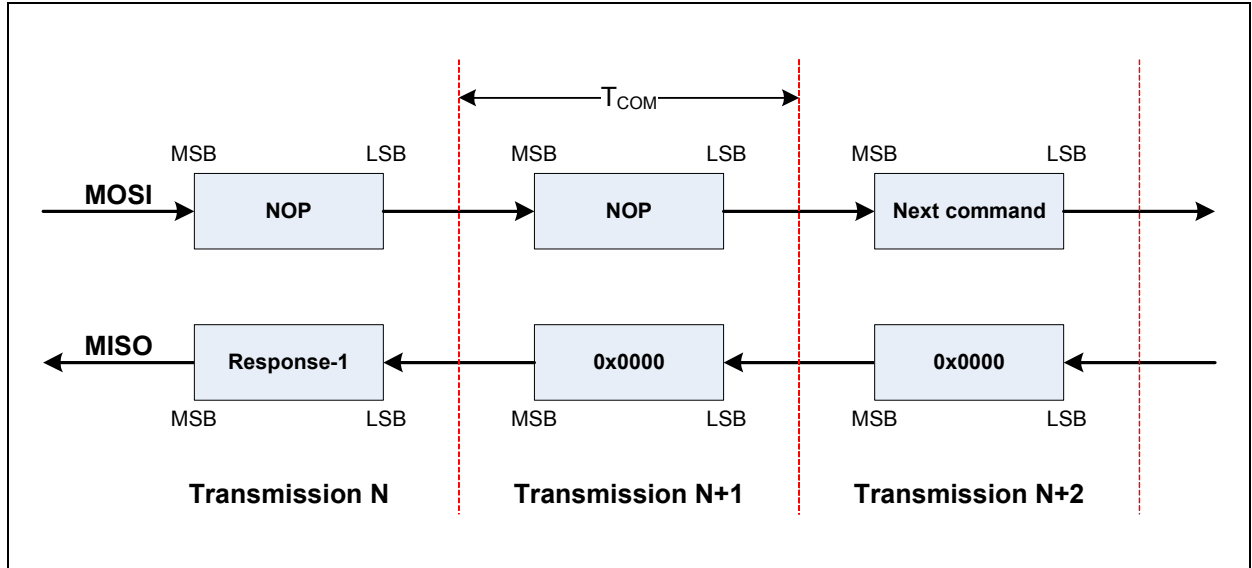 T_COM
MSB LSB MSB LSB MSB LSB
MOSI NOP NOP Next command
MISO Response-1 0x0000 0x0000
MSB LSB MSB LSB MSB LSB
Transmission N Transmission N+1 Transmission N+2